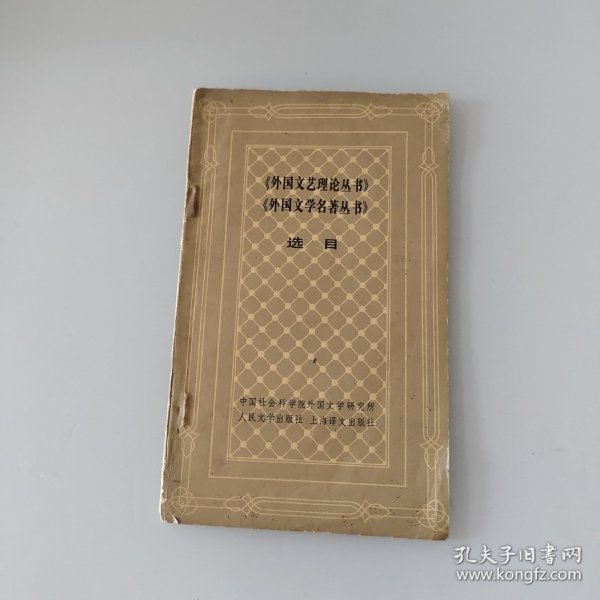 《外国文艺理论丛书》
《外国文学名著丛书》
选目
中国社会科学院外国文学研究所
人民文学出版社 上海译文出版社
孔夫子旧书网
www.kongfz.com